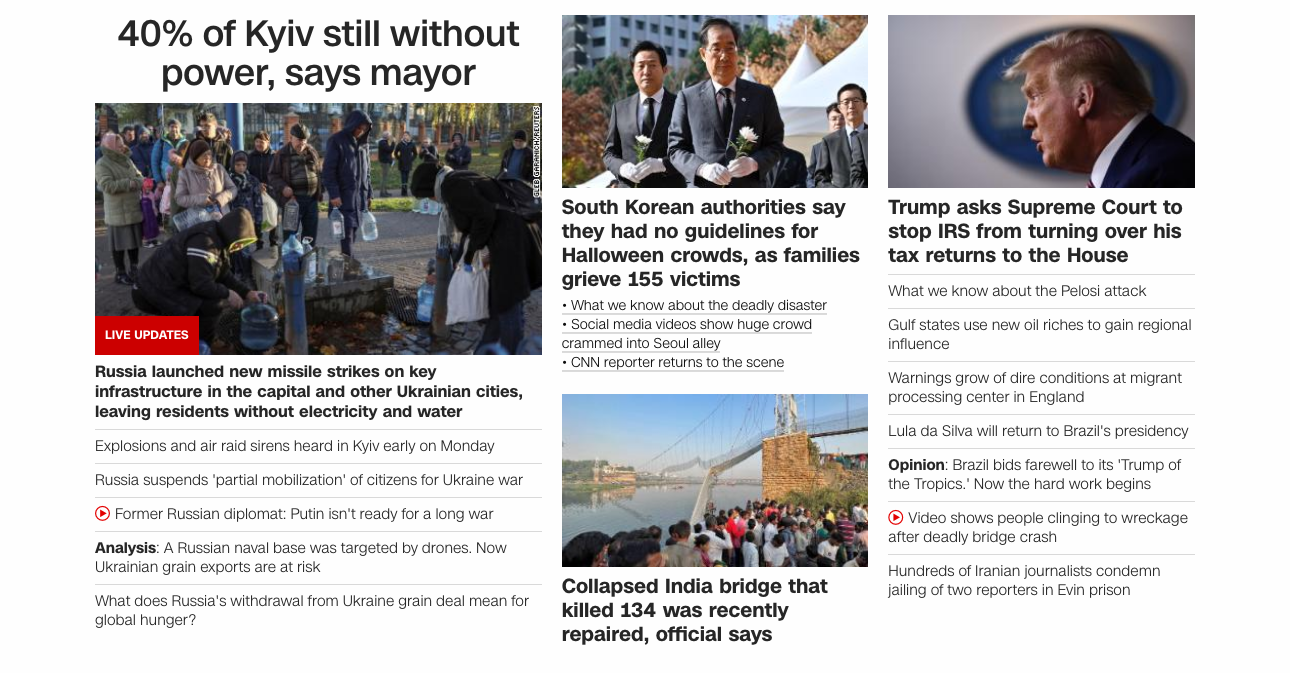 40% of Kyiv still without
power, says mayor
GLEB GARANICH/REUTERS
LIVE UPDATES
Russia launched new missile strikes on key
infrastructure in the capital and other Ukrainian cities,
leaving residents without electricity and water
Explosions and air raid sirens heard in Kyiv early on Monday
Russia suspends 'partial mobilization' of citizens for Ukraine war
Former Russian diplomat: Putin isn't ready for a long war
Analysis: A Russian naval base was targeted by drones. Now
Ukrainian grain exports are at risk
What does Russia's withdrawal from Ukraine grain deal mean for
global hunger?
South Korean authorities say
they had no guidelines for
Halloween crowds, as families
grieve 155 victims
• What we know about the deadly disaster
• Social media videos show huge crowd
crammed into Seoul alley
• CNN reporter returns to the scene
Collapsed India bridge that
killed 134 was recently
repaired, official says
Trump asks Supreme Court to
stop IRS from turning over his
tax returns to the House
What we know about the Pelosi attack
Gulf states use new oil riches to gain regional
influence
Warnings grow of dire conditions at migrant
processing center in England
Lula da Silva will return to Brazil's presidency
Opinion: Brazil bids farewell to its 'Trump of
the Tropics.' Now the hard work begins
Video shows people clinging to wreckage
after deadly bridge crash
Hundreds of Iranian journalists condemn
jailing of two reporters in Evin prison